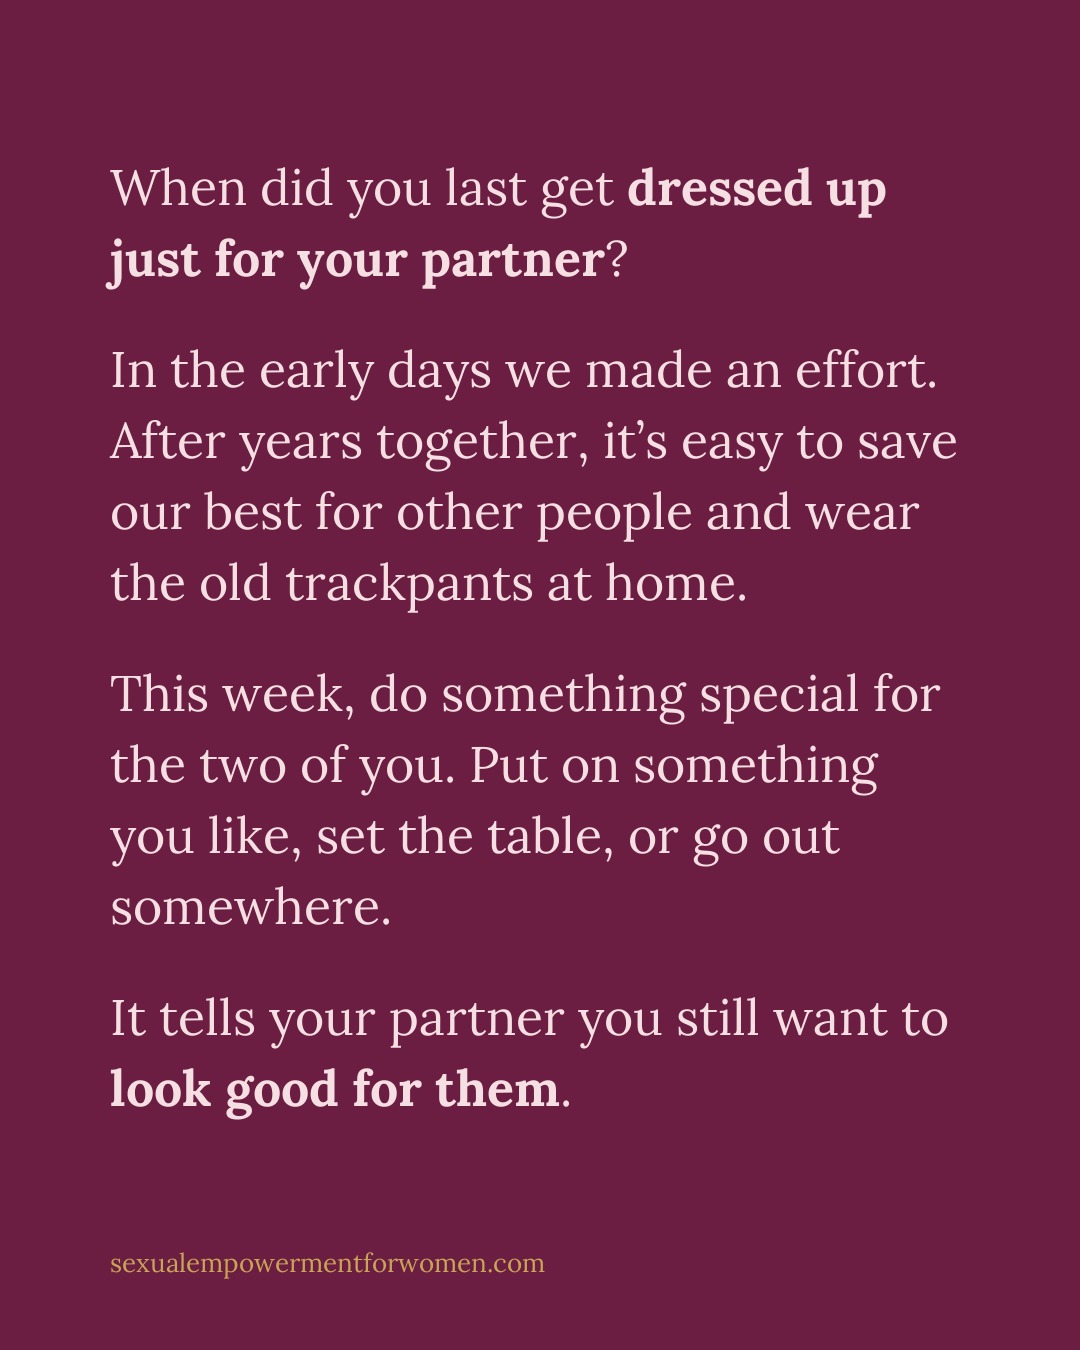 When did you last get dressed up
just for your partner?
In the early days we made an effort.
After years together, it’s easy to save
our best for other people and wear
the old trackpants at home.
This week, do something special for
the two of you. Put on something
you like, set the table, or go out
somewhere.
It tells your partner you still want to
look good for them.
sexualempowermentforwomen.com